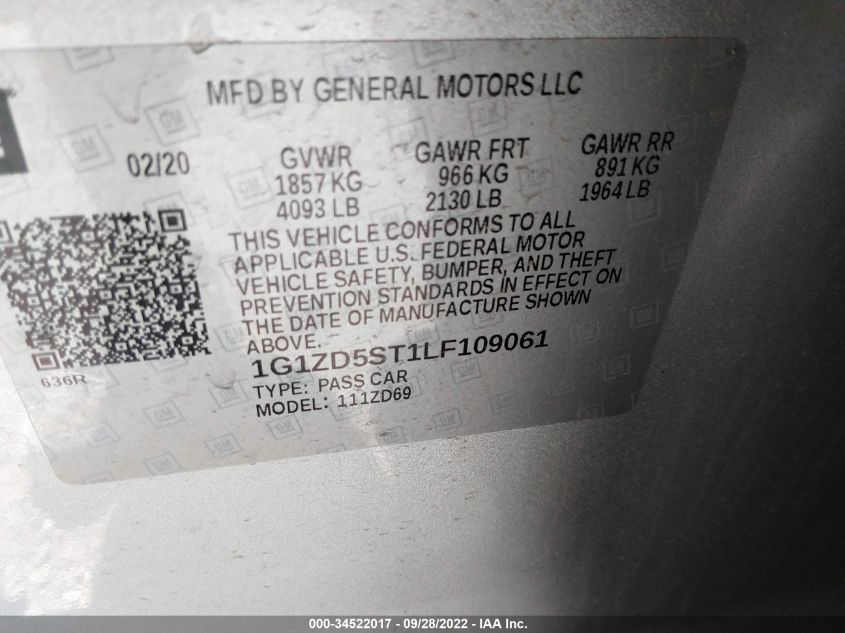 MFD BY GENERAL MOTORS LLC
02/20
GVWR
1857 KG
4093 LB
GAWR FRT
966 KG
2130 LB
GAWR RR
891 KG
1964 LB
THIS VEHICLE CONFORMS TO ALL
APPLICABLE U.S. FEDERAL MOTOR
VEHICLE SAFETY, BUMPER, AND THEFT
PREVENTION STANDARDS IN EFFECT ON
THE DATE OF MANUFACTURE SHOWN
ABOVE.
1G1ZD5ST1LF109061
TYPE: PASS CAR
MODEL: 111ZD69
636R
000-34522017 - 09/28/2022 - IAA Inc.